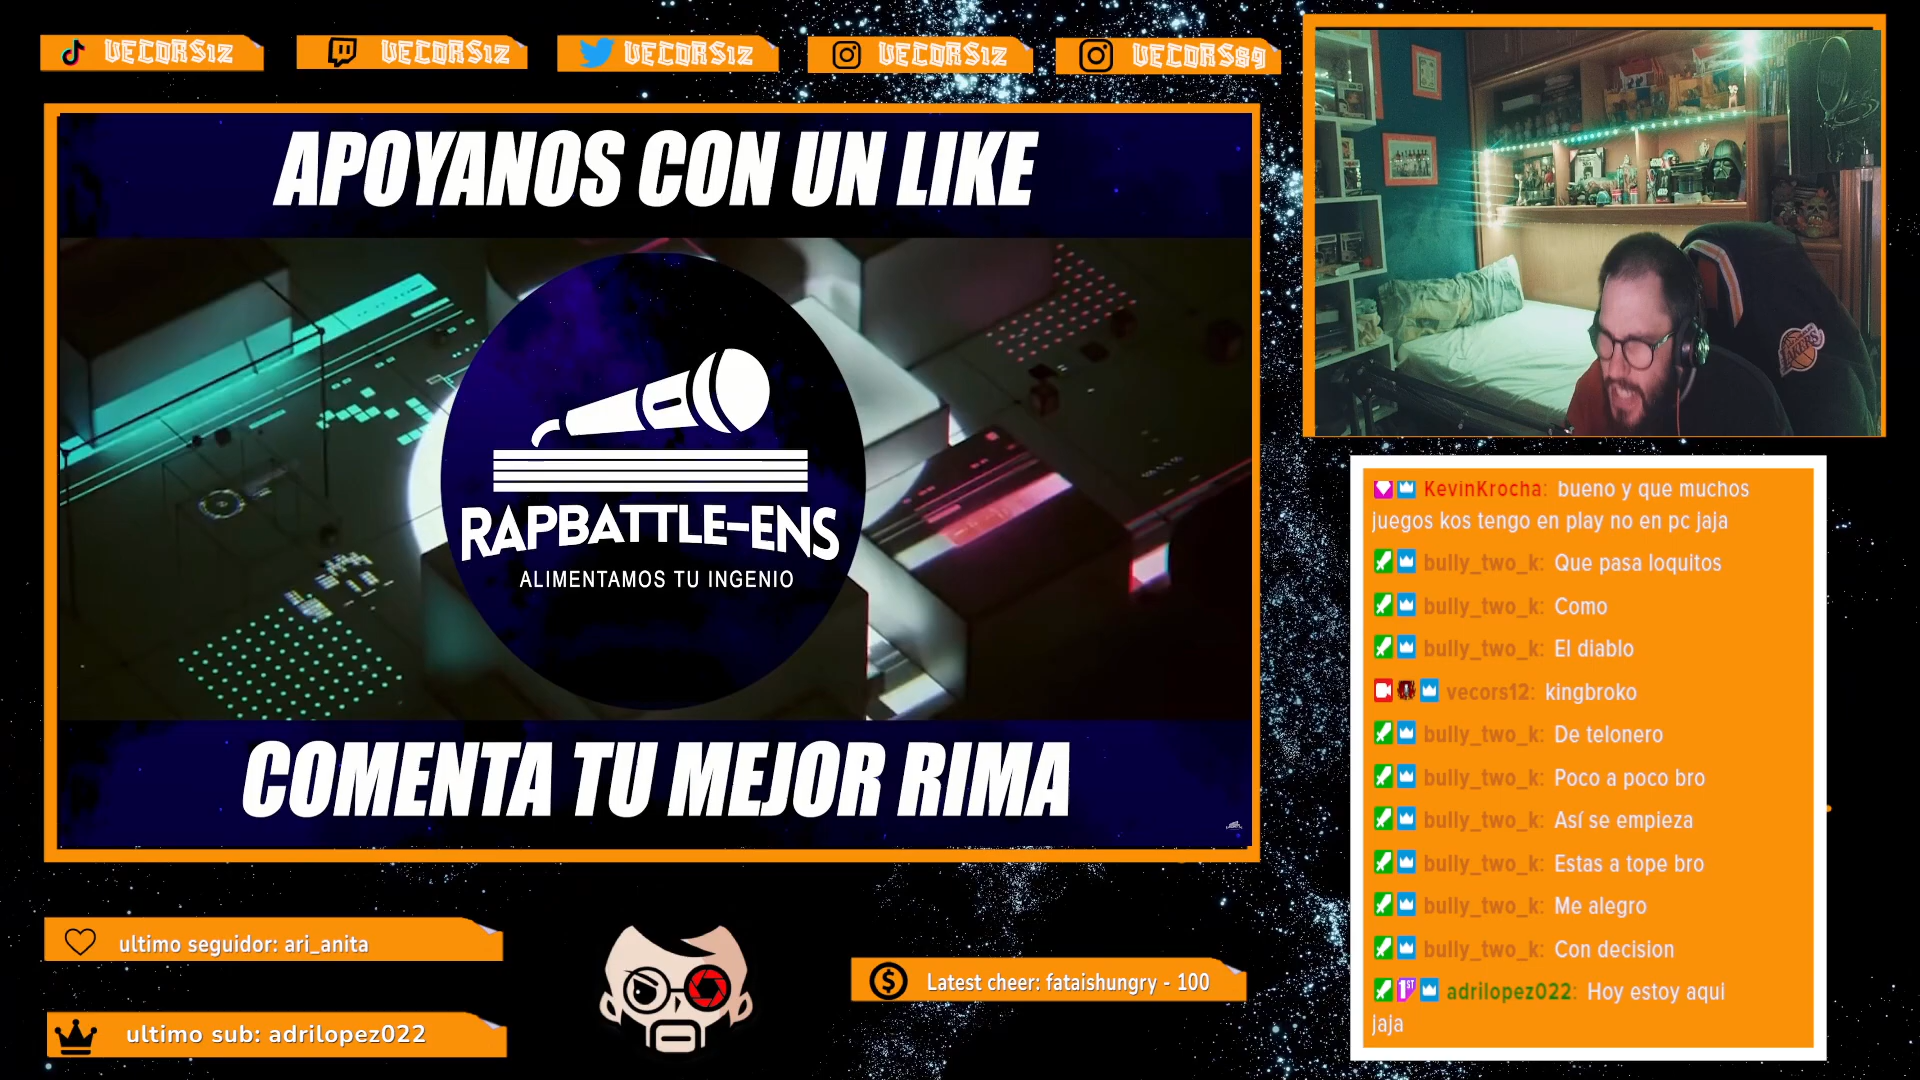 VECORS12
VECORS12
VECORS12
VECORS12
VECORS89
APOYANOS CON UN LIKE
RAPBATTLE-ENS
ALIMENTAMOS TU INGENIO
COMENTA TU MEJOR RIMA
LAKERS
KevinKrocha: bueno y que muchos
juegos kos tengo en play no en pc jaja
bully_two_k: Que pasa loquitos
bully_two_k: Como
bully_two_k: El diablo
vecors12: kingbroko
bully_two_k: De telonero
bully_two_k: Poco a poco bro
bully_two_k: Así se empieza
bully_two_k: Estas a tope bro
bully_two_k: Me alegro
bully_two_k: Con decision
1ST adrilopez022: Hoy estoy aqui
jaja
ultimo seguidor: ari_anita
Latest cheer: fataishungry - 100
ultimo sub: adrilopez022